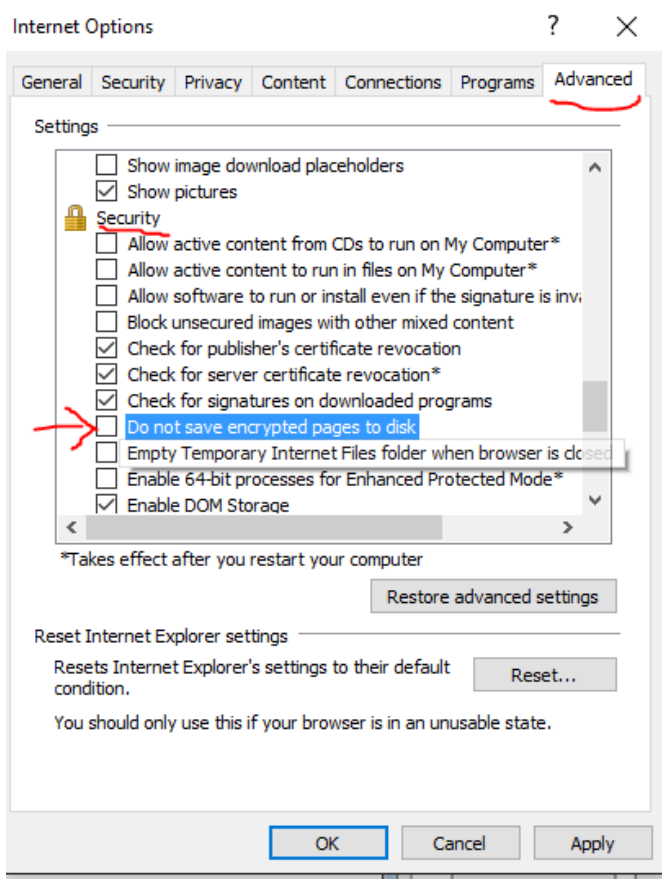 Internet Options ?
General Security Privacy Content Connections Programs Advanced
Settings
Show image download placeholders
Show pictures
Security
Allow active content from CDs to run on My Computer*
Allow active content to run in files on My Computer*
Allow software to run or install even if the signature is inva
Block unsecured images with other mixed content
Check for publisher's certificate revocation
Check for server certificate revocation*
Check for signatures on downloaded programs
Do not save encrypted pages to disk
Empty Temporary Internet Files folder when browser is closed
Enable 64-bit processes for Enhanced Protected Mode*
Enable DOM Storage
*Takes effect after you restart your computer
Restore advanced settings
Reset Internet Explorer settings
Resets Internet Explorer's settings to their default
condition.
Reset...
You should only use this if your browser is in an unusable state.
OK Cancel Apply